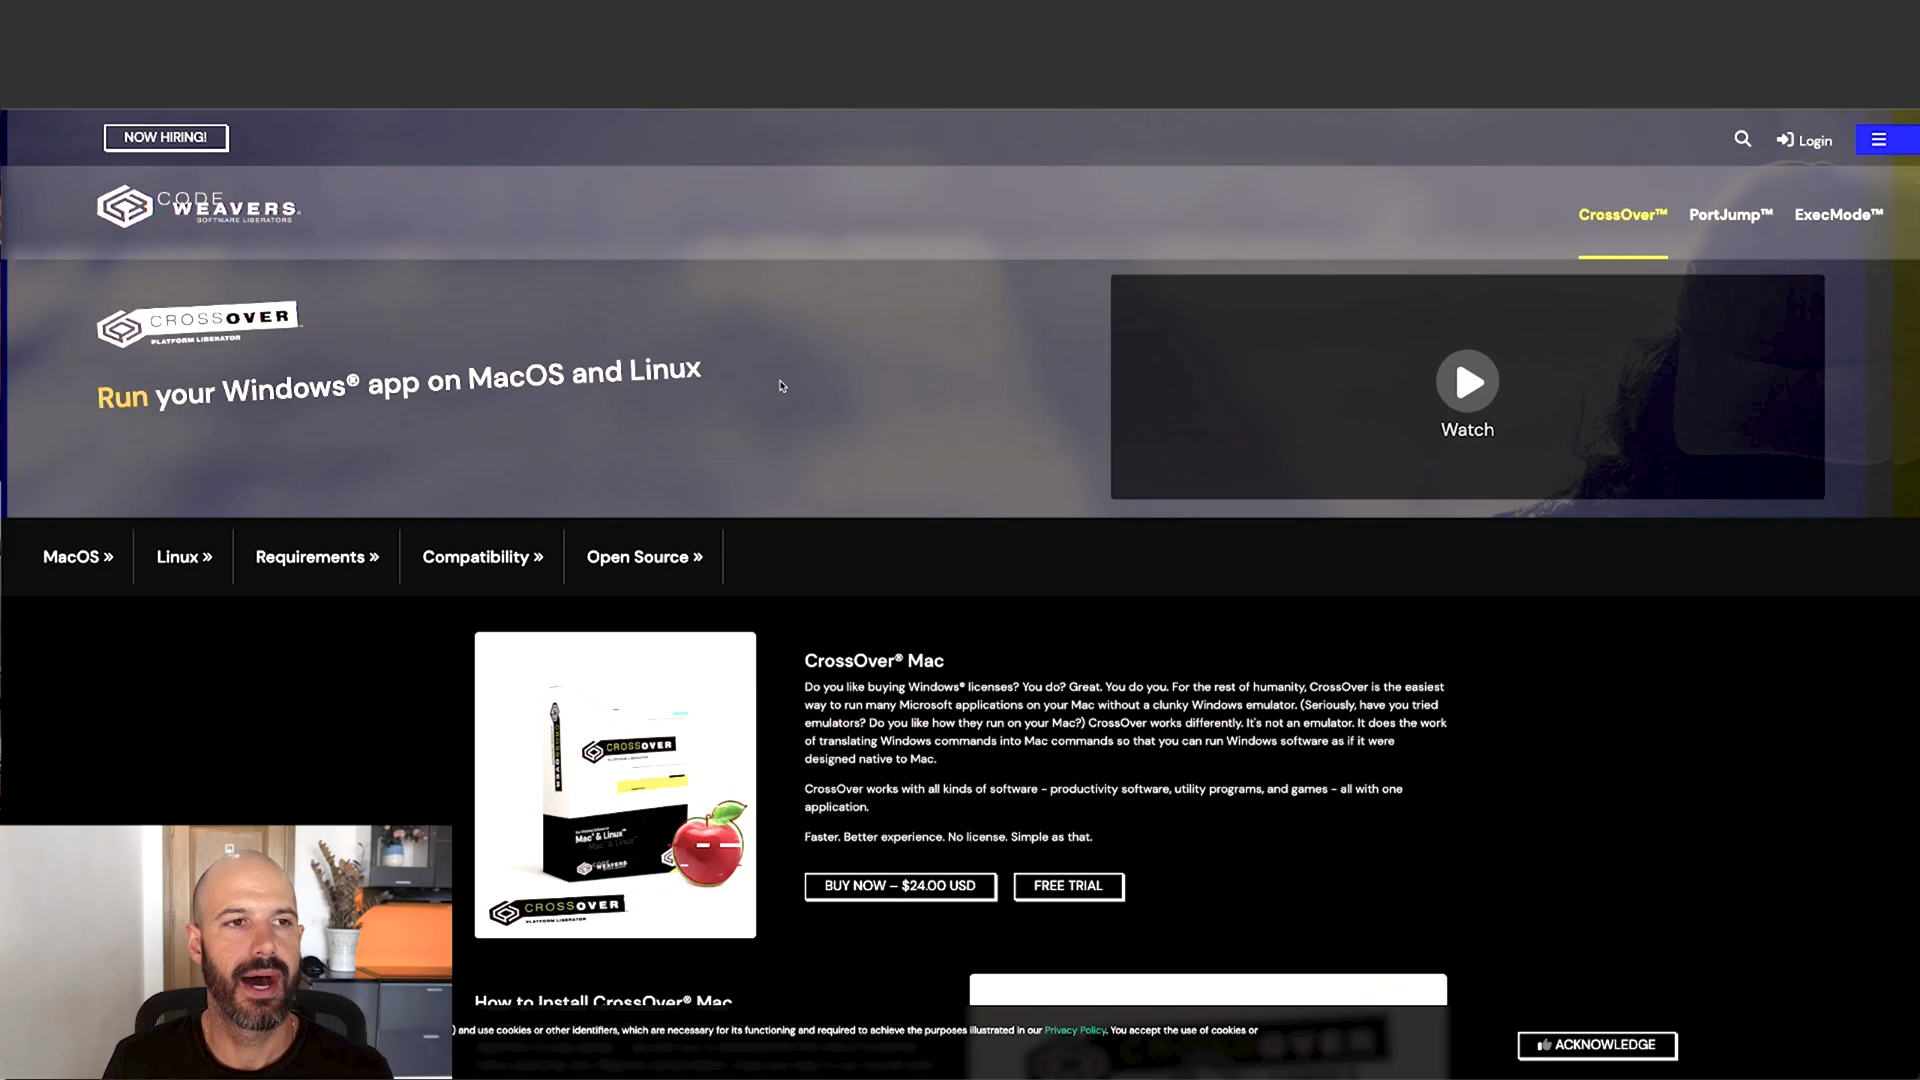 NOW HIRING!
Login
CODE
WEAVERS
SOFTWARE LIBERATORS
CrossOver™ PortJump™ ExecMode™
CROSSOVER
PLATFORM LIBERATOR
Run your Windows® app on MacOS and Linux
Watch
MacOS » Linux » Requirements » Compatibility » Open Source »
CROSSOVER
CROSSOVER
Mac & Linux
CODE
WEAVERS
CROSSOVER
PLATFORM LIBERATOR
CrossOver® Mac
Do you like buying Windows® licenses? You do? Great. You do you. For the rest of humanity, CrossOver is the easiest
way to run many Microsoft applications on your Mac without a clunky Windows emulator. (Seriously, have you tried
emulators? Do you like how they run on your Mac?) CrossOver works differently. It's not an emulator. It does the work
of translating Windows commands into Mac commands so that you can run Windows software as if it were
designed native to Mac.
CrossOver works with all kinds of software - productivity software, utility programs, and games - all with one
application.
Faster. Better experience. No license. Simple as that.
BUY NOW – $24.00 USD
FREE TRIAL
How to Install CrossOver® Mac
) and use cookies or other identifiers, which are necessary for its functioning and required to achieve the purposes illustrated in our Privacy Policy. You accept the use of cookies or
ACKNOWLEDGE